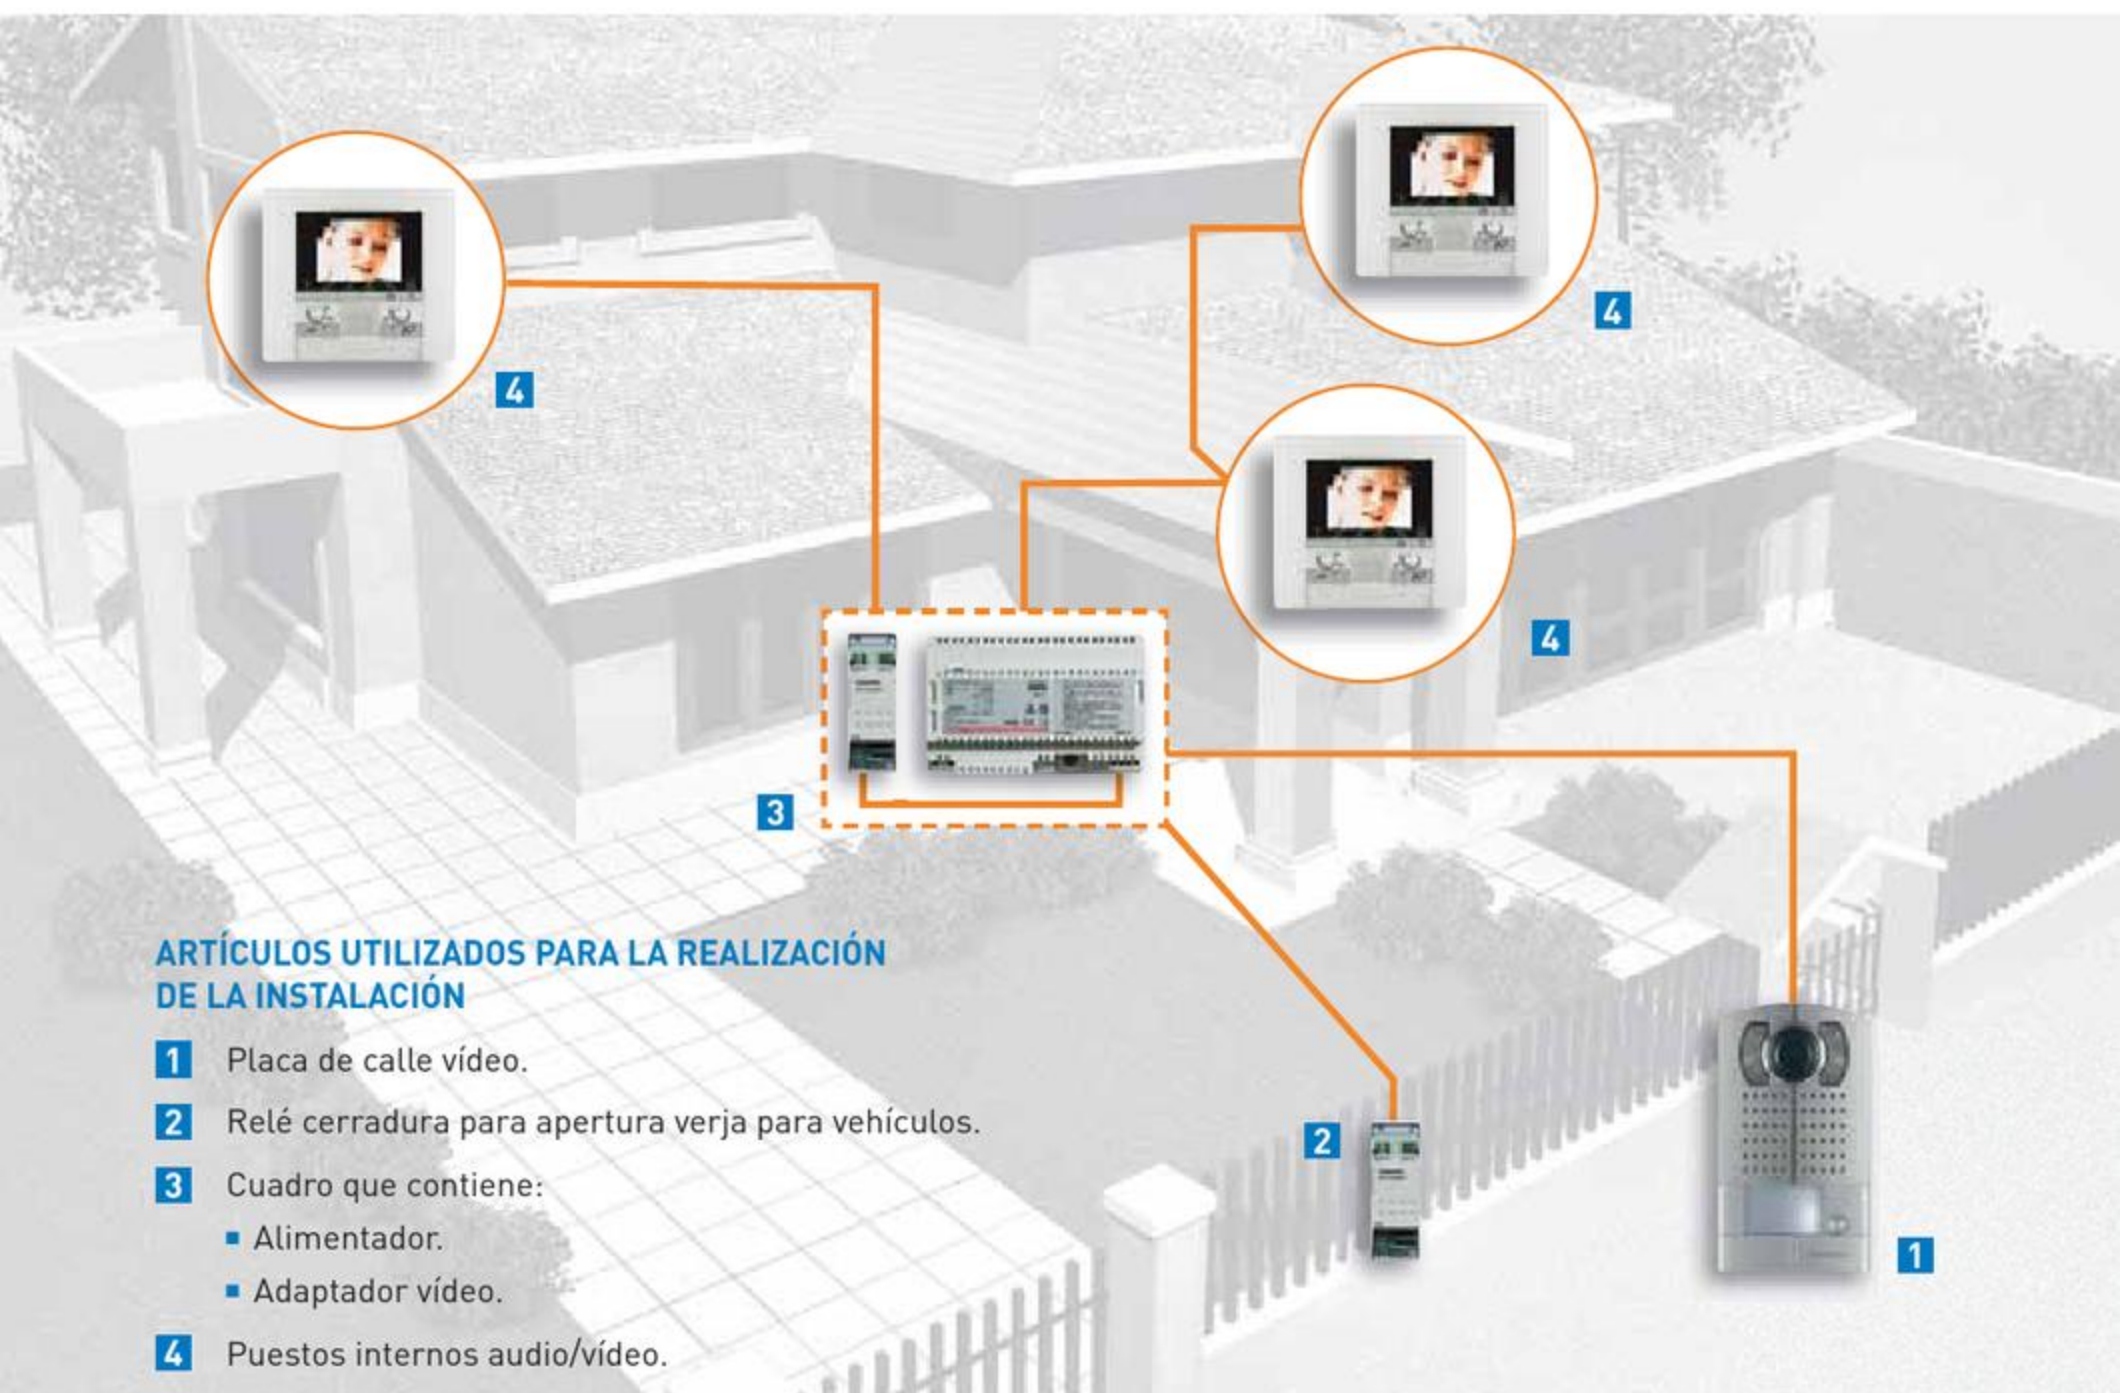 4
4
4
3
2
1
ARTÍCULOS UTILIZADOS PARA LA REALIZACIÓN
DE LA INSTALACIÓN
1 Placa de calle vídeo.
2 Relé cerradura para apertura verja para vehículos.
3 Cuadro que contiene:
▪ Alimentador.
▪ Adaptador vídeo.
4 Puestos internos audio/vídeo.